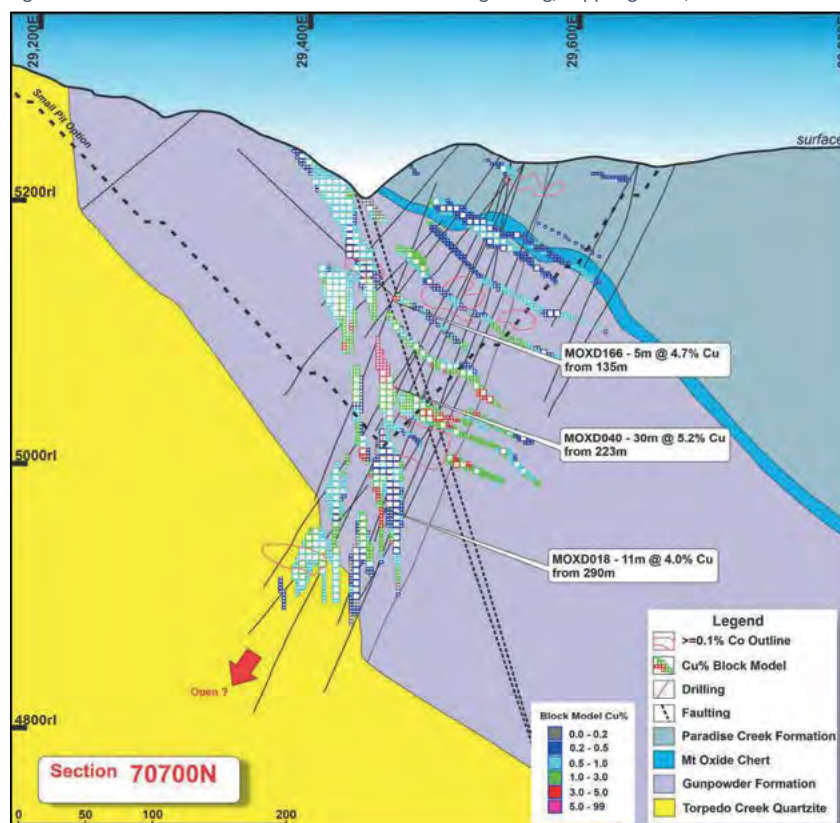 29,200E
29,400E
29,600E
Small Pit Option
surface
5200rl
MOXD166 - 5m @ 4.7% Cu
from 135m
MOXD040 - 30m @ 5.2% Cu
from 223m
5000rl
MOXD018 - 11m @ 4.0% Cu
from 290m
Open ?
4800rl
Section 70700N
0 50 100 200
Block Model Cu%
0.0 - 0.2
0.2 - 0.5
0.5 - 1.0
1.0 - 3.0
3.0 - 5.0
5.0 - 99
Legend
>=0.1% Co Outline
Cu% Block Model
Drilling
Faulting
Paradise Creek Formation
Mt Oxide Chert
Gunpowder Formation
Torpedo Creek Quartzite